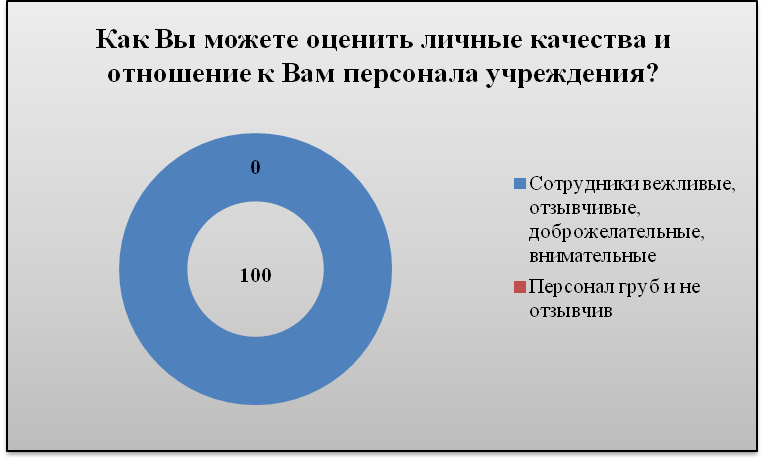 Как Вы можете оценить личные качества и
отношение к Вам персонала учреждения?
0
100
Сотрудники вежливые,
отзывчивые,
доброжелательные,
внимательные
Персонал груб и не
отзывчив